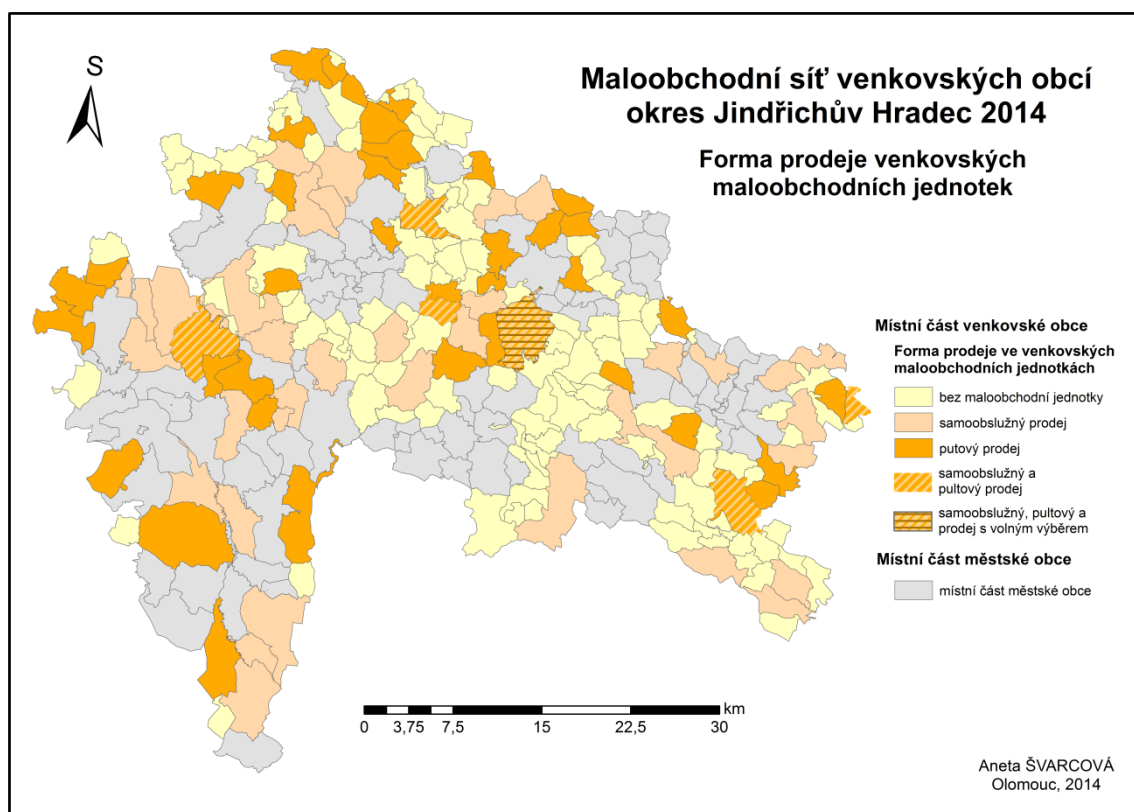 S
Maloobchodní síť venkovských obcí
okres Jindřichův Hradec 2014
Forma prodeje venkovských
maloobchodních jednotek
Místní část venkovské obce
Forma prodeje ve venkovských
maloobchodních jednotkách
bez maloobchodní jednotky
samoobslužný prodej
putový prodej
samoobslužný a
pultový prodej
samoobslužný, pultový a
prodej s volným výběrem
Místní část městské obce
místní část městské obce
km
0 3,75 7,5 15 22,5 30
Aneta ŠVARCOVÁ
Olomouc, 2014